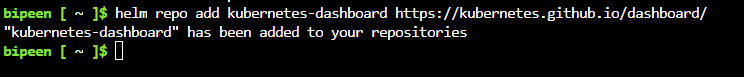 bipeen [ ~ ]$ helm repo add kubernetes-dashboard https://kubernetes.github.io/dashboard/
"kubernetes-dashboard" has been added to your repositories
bipeen [ ~ ]$